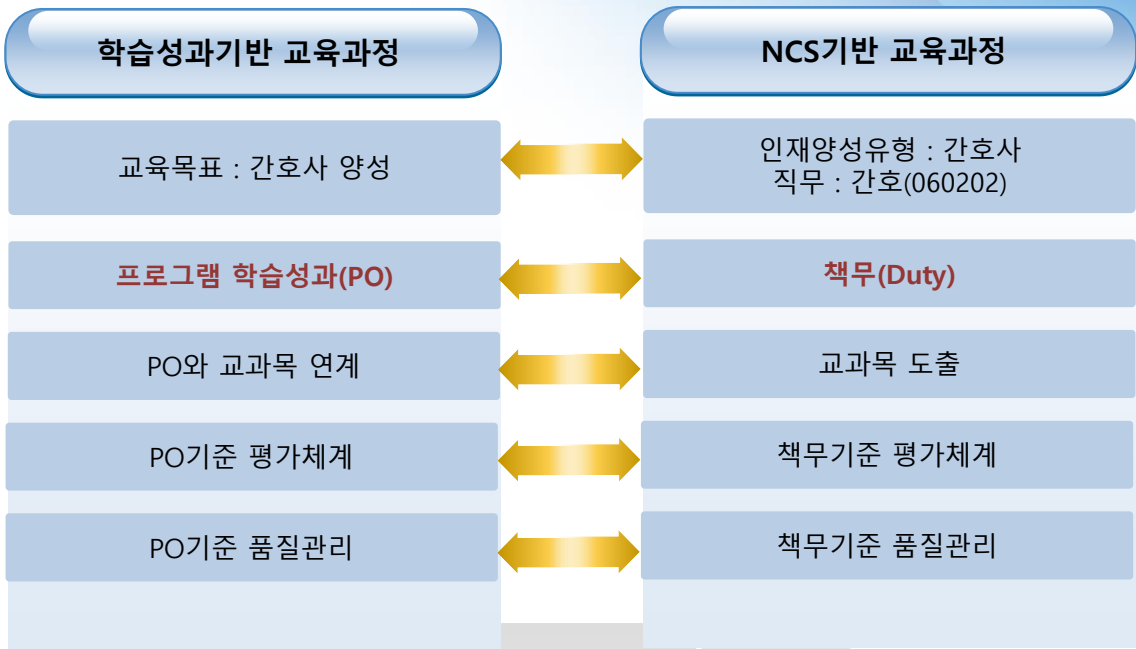 학습성과기반 교육과정
NCS기반 교육과정
교육목표 : 간호사 양성
인재양성유형 : 간호사
직무 : 간호(060202)
프로그램 학습성과(PO)
책무(Duty)
PO와 교과목 연계
교과목 도출
PO기준 평가체계
책무기준 평가체계
PO기준 품질관리
책무기준 품질관리